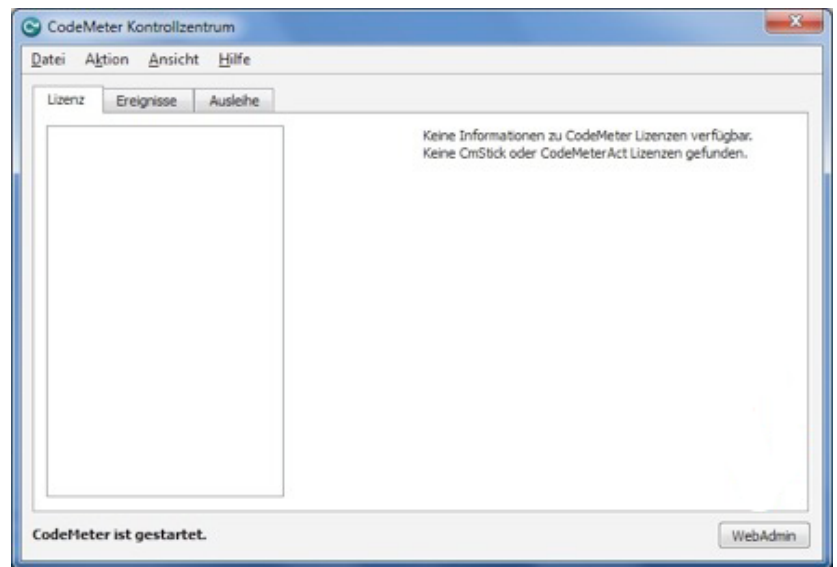 CodeMeter Kontrollzentrum
Datei Aktion Ansicht Hilfe
Lizenz Ereignisse Ausleihe
Keine Informationen zu CodeMeter Lizenzen verfügbar.
Keine CmStick oder CodeMeterAct Lizenzen gefunden.
CodeMeter ist gestartet.
WebAdmin